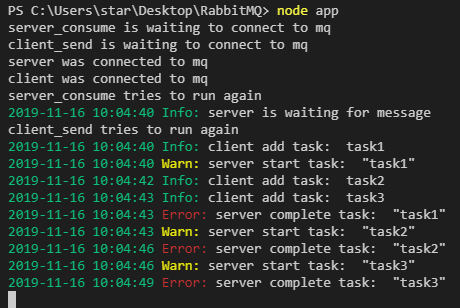 PS C:\Users\star\Desktop\RabbitMQ> node app
server_consume is waiting to connect to mq
client_send is waiting to connect to mq
server was connected to mq
client was connected to mq
server_consume tries to run again
2019-11-16 10:04:40 Info: server is waiting for message
client_send tries to run again
2019-11-16 10:04:40 Info: client add task:  task1
2019-11-16 10:04:40 Warn: server start task:  "task1"
2019-11-16 10:04:42 Info: client add task:  task2
2019-11-16 10:04:43 Info: client add task:  task3
2019-11-16 10:04:43 Error: server complete task:  "task1"
2019-11-16 10:04:43 Warn: server start task:  "task2"
2019-11-16 10:04:46 Error: server complete task:  "task2"
2019-11-16 10:04:46 Warn: server start task:  "task3"
2019-11-16 10:04:49 Error: server complete task:  "task3"